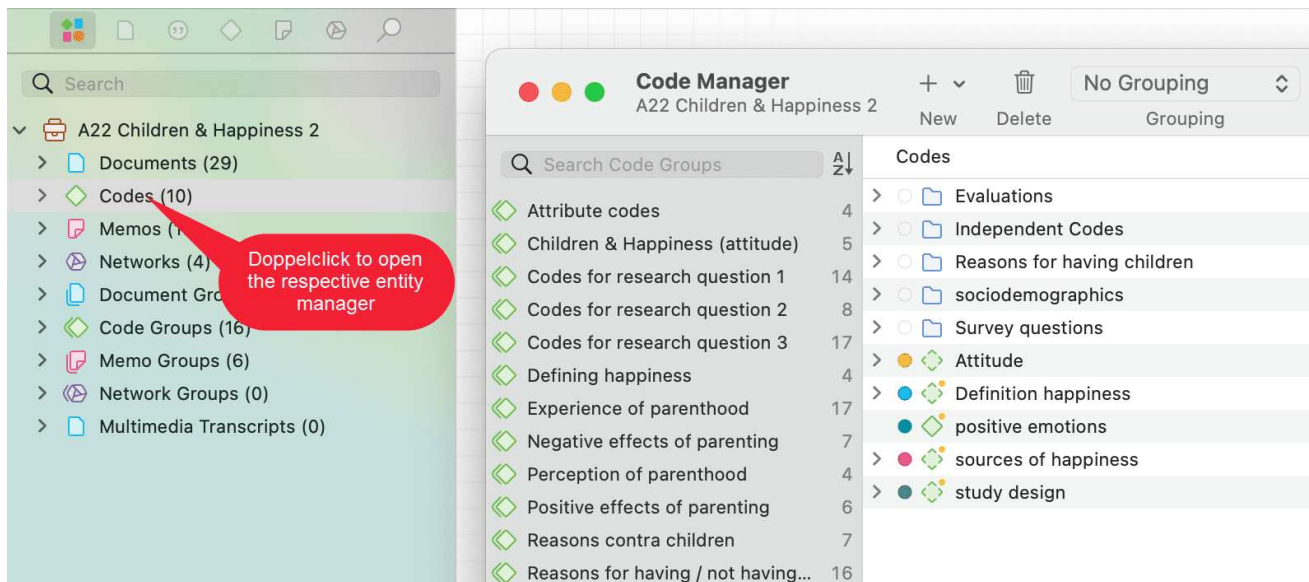 Search
A22 Children & Happiness 2
Documents (29)
Codes (10)
Memos (1
Networks (4)
Document Gro
Code Groups (16)
Memo Groups (6)
Network Groups (0)
Multimedia Transcripts (0)
Doppelclick to open
the respective entity
manager
Code Manager
A22 Children & Happiness 2
New
Delete
No Grouping
Grouping
Search Code Groups
Attribute codes 4
Children & Happiness (attitude) 5
Codes for research question 1 14
Codes for research question 2 8
Codes for research question 3 17
Defining happiness 4
Experience of parenthood 17
Negative effects of parenting 7
Perception of parenthood 4
Positive effects of parenting 6
Reasons contra children 7
Reasons for having / not having... 16
Codes
Evaluations
Independent Codes
Reasons for having children
sociodemographics
Survey questions
Attitude
Definition happiness
positive emotions
sources of happiness
study design